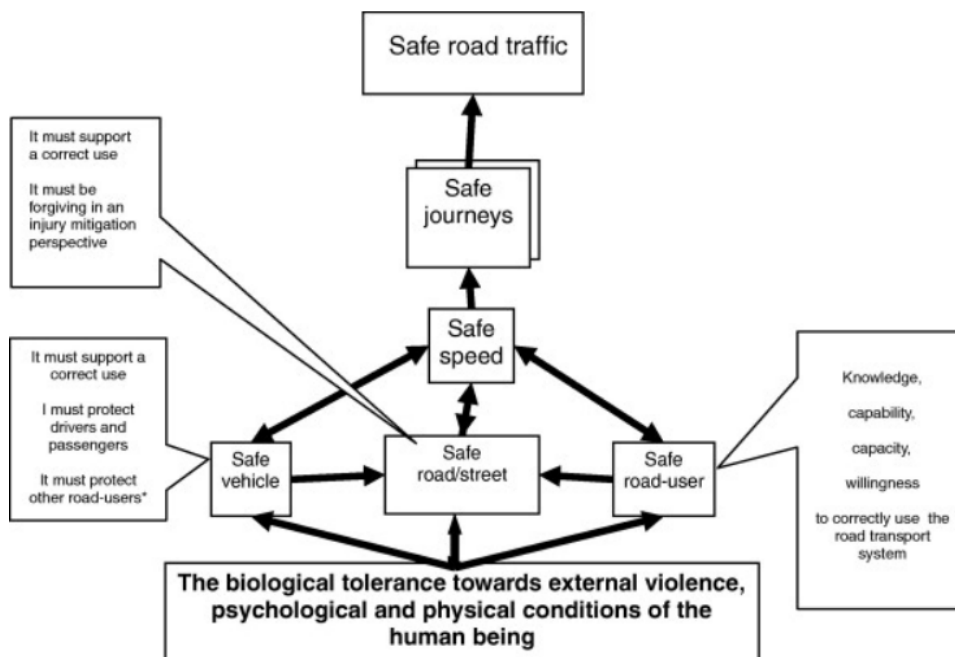 Safe road traffic
It must support
a correct use
It must be
forgiving in an
injury mitigation
perspective
Safe
journeys
Safe
speed
It must support a
correct use
I must protect
drivers and
passengers
It must protect
other road-users*
Safe
vehicle
Safe
road/street
Safe
road-user
Knowledge,
capability,
capacity,
willingness
to correctly use the
road transport
system
The biological tolerance towards external violence,
psychological and physical conditions of the
human being